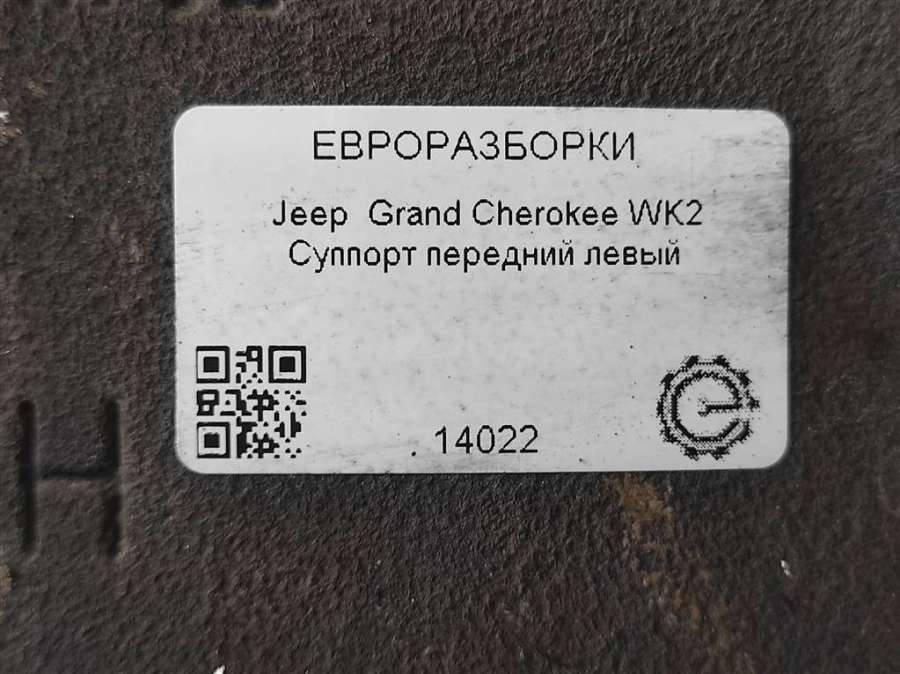 ЕВРОРАЗБОРКИ
Jeep Grand Cherokee WK2
Суппорт передний левый
14022
H